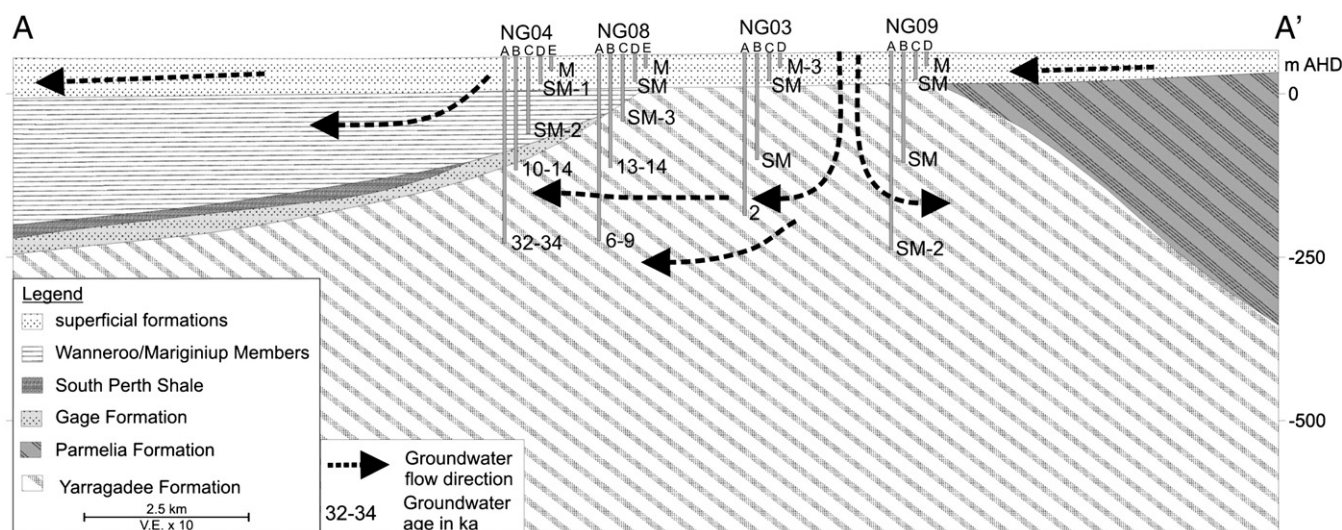 A
A'
NG04
NG08
NG03
NG09
A B C D E
A B C D E
A B C D
A B C D
m AHD
M
M
M-3
M
SM-1
SM
SM
SM
0
SM-2
SM-3
10-14
13-14
SM
SM
2
32-34
6-9
SM-2
-250
-500
Legend
superficial formations
Wanneroo/Mariginiup Members
South Perth Shale
Gage Formation
Parmelia Formation
Yarragadee Formation
2.5 km
V.E. x 10
Groundwater
flow direction
32-34
Groundwater
age in ka